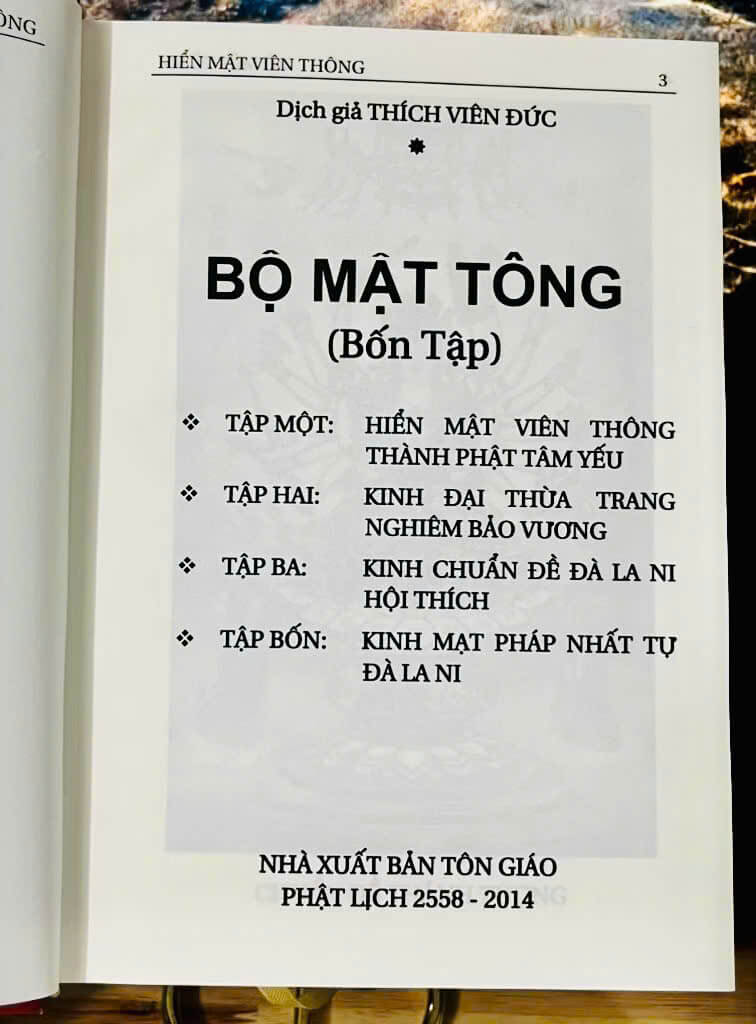 ÔNG
HIỂN MẬT VIÊN THÔNG
3
Dịch giả THÍCH VIÊN ĐỨC
BỘ MẬT TÔNG
(Bốn Tập)
❖ TẬP MỘT: HIỂN MẬT VIÊN THÔNG
THÀNH PHẬT TÂM YẾU
❖ TẬP HAI: KINH ĐẠI THỪA TRANG
NGHIÊM BẢO VƯƠNG
❖ TẬP BA: KINH CHUẨN ĐỀ ĐÀ LA NI
HỘI THÍCH
❖ TẬP BỐN: KINH MẠT PHÁP NHẤT TỰ
ĐÀ LA NI
NHÀ XUẤT BẢN TÔN GIÁO
PHẬT LỊCH 2558 - 2014